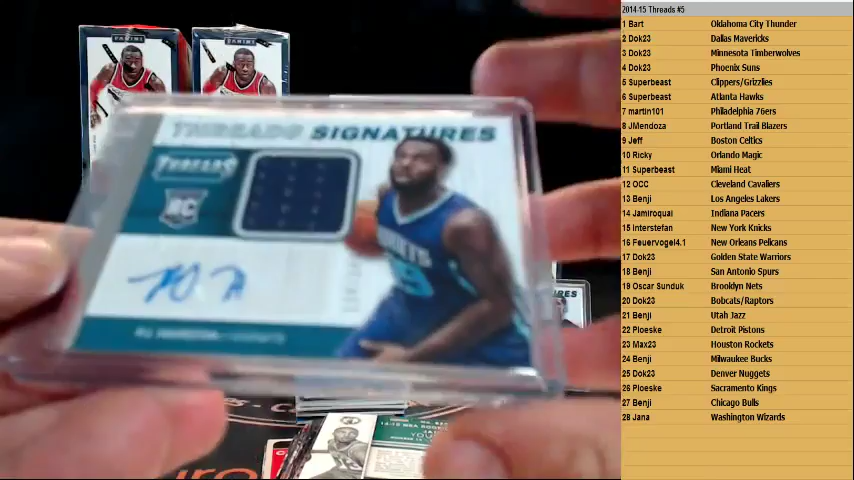 PANINI
PANINI
THREADS SIGNATURES
THREADS
RC
2014-15 Threads #5
1 Bart Oklahoma City Thunder
2 Dok23 Dallas Mavericks
3 Dok23 Minnesota Timberwolves
4 Dok23 Phoenix Suns
5 Superbeast Clippers/Grizzlies
6 Superbeast Atlanta Hawks
7 martin101 Philadelphia 76ers
8 JMendoza Portland Trail Blazers
9 Jeff Boston Celtics
10 Ricky Orlando Magic
11 Superbeast Miami Heat
12 OCC Cleveland Cavaliers
13 Benji Los Angeles Lakers
14 Jamiroquai Indiana Pacers
15 Interstefan New York Knicks
16 Feuervogel4.1 New Orleans Pelicans
17 Dok23 Golden State Warriors
18 Benji San Antonio Spurs
19 Oscar Sunduk Brooklyn Nets
20 Dok23 Bobcats/Raptors
21 Benji Utah Jazz
22 Ploeske Detroit Pistons
23 Max23 Houston Rockets
24 Benji Milwaukee Bucks
25 Dok23 Denver Nuggets
26 Ploeske Sacramento Kings
27 Benji Chicago Bulls
28 Jana Washington Wizards